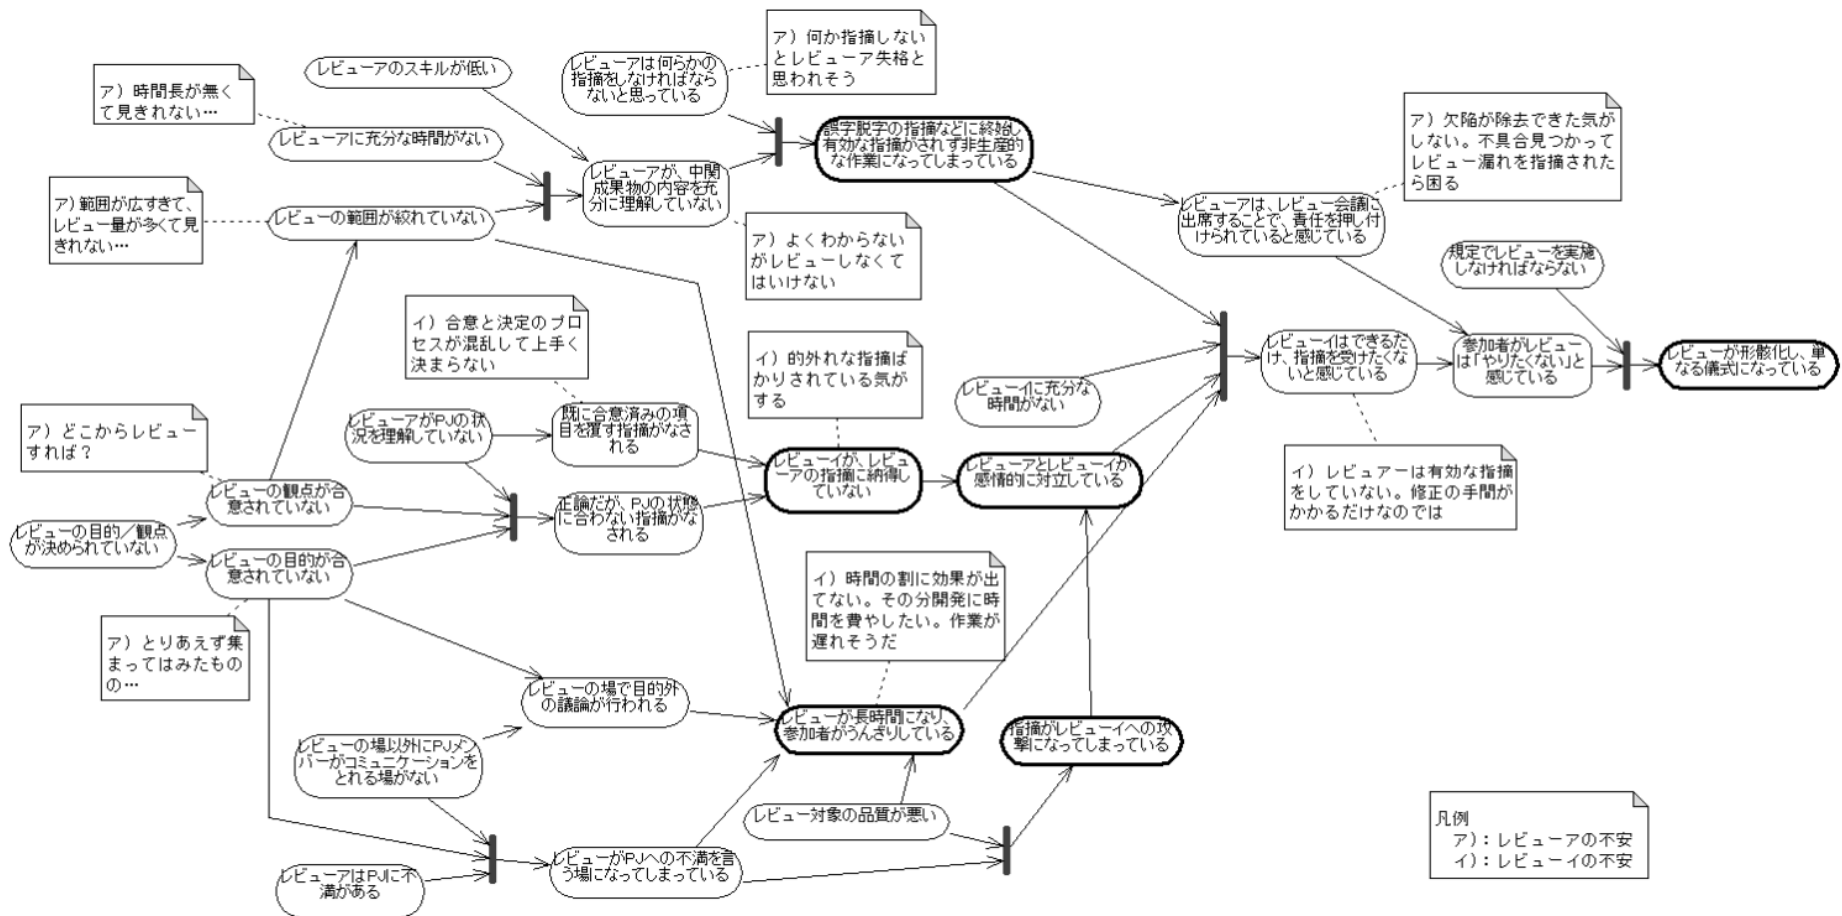 レビューアのスキルが低い
ア）時間長が無く
て見きれない…
レビューアに充分な時間がない
ア）範囲が広すぎて、
レビュー量が多くて見
きれない…
レビューの範囲が絞れていない
レビューアは何らかの
指摘をしなければなら
ないと思っている
ア）何か指摘しない
とレビューア失格と
思われそう
レビューアが、中関
成果物の内容を充
分に理解していない
誤字脱字の指摘などに終始し
有効な指摘がされず非生産的
な作業になってしまっている
ア）よくわからない
がレビューしなくて
はいけない
ア）欠陥が除去できた気が
しない。不具合見つかって
レビュー漏れを指摘された
ら困る
レビューアは、レビュー会議に
出席することで、責任を押し付
けられていると感じている
規定でレビューを実施
しなければならない
イ）合意と決定のプロ
セスが混乱して上手く
決まらない
イ）的外れな指摘ば
かりされている気が
する
レビューイに充分な
時間がない
レビューイはできるだ
け、指摘を受けたくな
いと感じている
参加者がレビュー
は「やりたくない」と
感じている
レビューが形骸化し、単
なる儀式になっている
ア）どこからレビュー
すれば？
レビューアがPJの状
況を理解していない
既に合意済みの項
目を覆す指摘がなさ
れる
レビューイが、レビュ
ーアの指摘に納得し
ていない
レビューアとレビューイが
感情的に対立している
イ）レビュアーは有効な指摘
をしていない。修正の手間が
かかるだけなのでは
レビューの観点が合
意されていない
レビューの目的／観点
が決められていない
レビューの目的が合
意されていない
正論だが、PJの状態
に合わない指摘がな
される
ア）とりあえず集
まってはみたもの
の…
イ）時間の割に効果が出
てない。その分開発に時
間を費やしたい。作業が
遅れそうだ
レビューの場で目的外
の議論が行われる
レビューが長時間になり、
参加者がうんざりしている
指摘がレビューイへの攻
撃になってしまっている
レビューの場以外にPJメン
バーがコミュニケーションを
とれる場がない
レビュー対象の品質が悪い
レビューアはPJに不
満がある
レビューがPJへの不満を言
う場になってしまっている
凡例
ア）：レビューアの不安
イ）：レビューイの不安